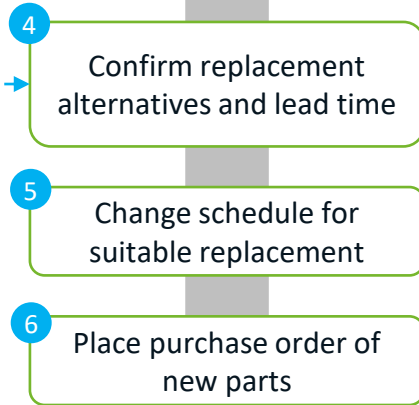 4
Confirm replacement
alternatives and lead time
5
Change schedule for
suitable replacement
6
Place purchase order of
new parts